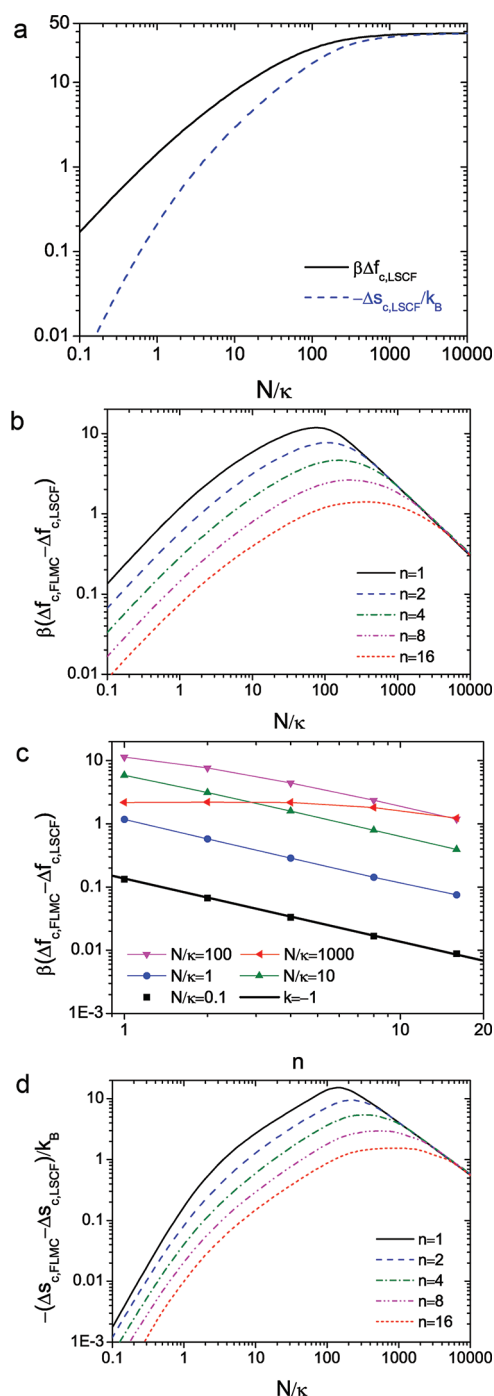 a
50
10
1
0.1
0.01
βΔf_c,LSCF
-Δs_c,LSCF/k_B
0.1 1 10 100 1000 10000
N/κ
b
β(Δf_c,FLMC-Δf_c,LSCF)
10
1
0.1
0.01
n=1
n=2
n=4
n=8
n=16
0.1 1 10 100 1000 10000
N/κ
c
β(Δf_c,FLMC-Δf_c,LSCF)
10
1
0.1
0.01
1E-3
N/κ=100 N/κ=1000
N/κ=1 N/κ=10
N/κ=0.1 k=-1
1 10 20
n
d
-(Δs_c,FLMC-Δs_c,LSCF)/k_B
10
1
0.1
0.01
1E-3
n=1
n=2
n=4
n=8
n=16
0.1 1 10 100 1000 10000
N/κ